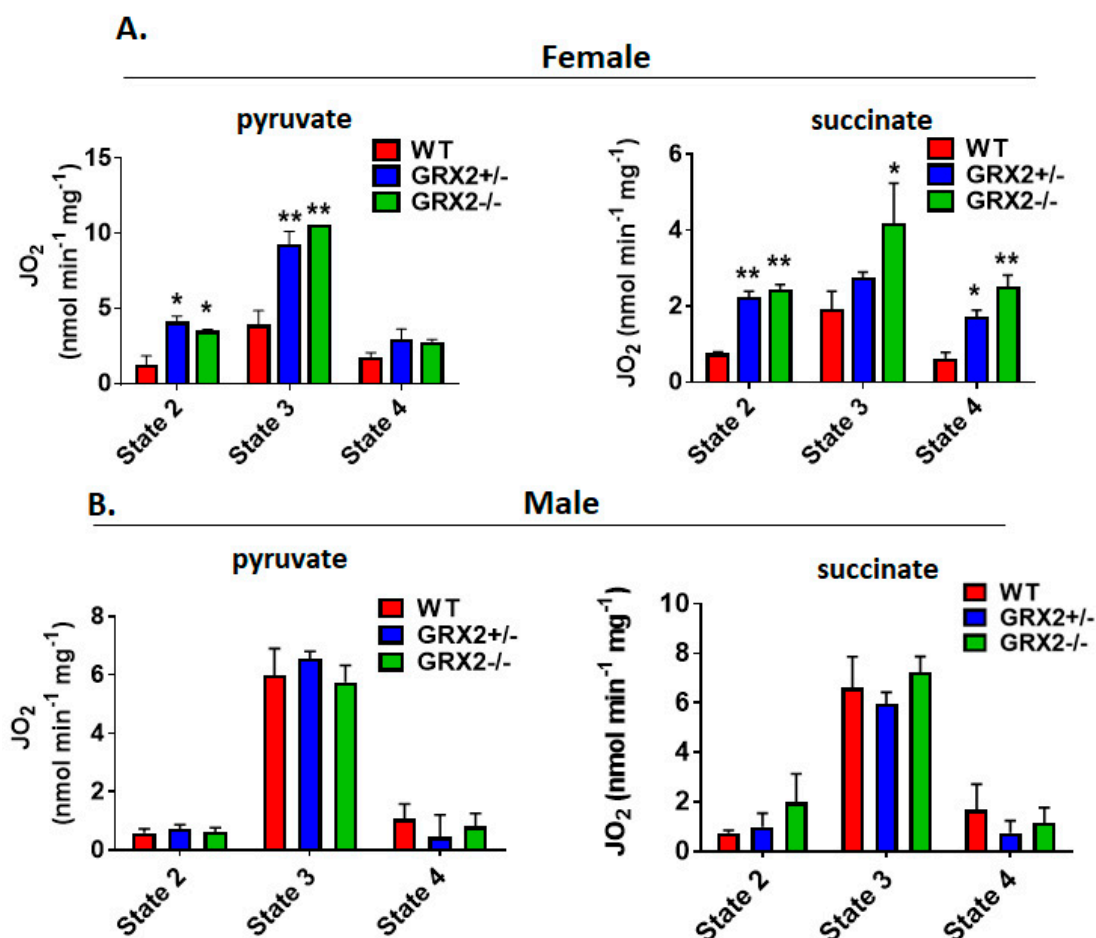 A.
Female
pyruvate
WT
GRX2+/-
GRX2-/-
JO₂
(nmol min⁻¹ mg⁻¹)
15
10
5
0
* * ** **
State 2 State 3 State 4
succinate
WT
GRX2+/-
GRX2-/-
JO₂ (nmol min⁻¹ mg⁻¹)
6
4
2
0
** ** * * **
State 2 State 3 State 4
B.
Male
pyruvate
WT
GRX2+/-
GRX2-/-
JO₂
(nmol min⁻¹ mg⁻¹)
8
6
4
2
0
State 2 State 3 State 4
succinate
WT
GRX2+/-
GRX2-/-
JO₂ (nmol min⁻¹ mg⁻¹)
10
8
6
4
2
0
State 2 State 3 State 4